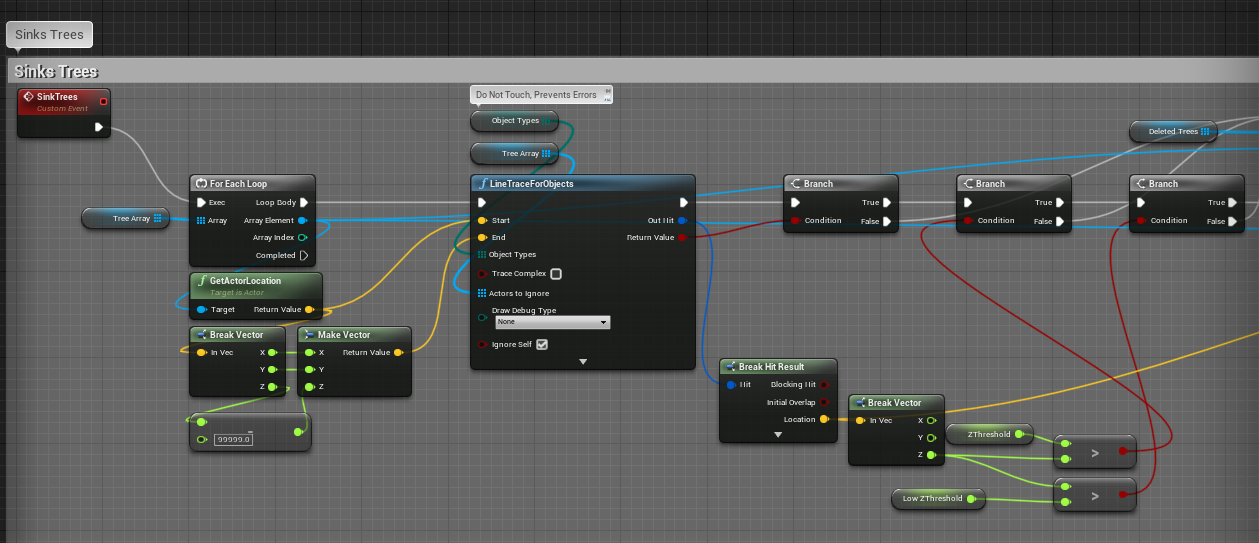 Sinks Trees
Sinks Trees
SinkTrees
Custom Event
Do Not Touch, Prevents Errors
Object Types
Tree Array
Deleted Trees
For Each Loop
Exec
Loop Body
Array
Array Element
Array Index
Completed
Tree Array
GetActorLocation
Target is Actor
Target
Return Value
Break Vector
In Vec
X
Y
Z
Make Vector
X
Return Value
Y
Z
-
99999.0
LineTraceForObjects
Start
Out Hit
End
Return Value
Object Types
Trace Complex
Actors to Ignore
Draw Debug Type
None
Ignore Self
Branch
True
Condition
False
Branch
True
Condition
False
Branch
True
Condition
False
Break Hit Result
Hit
Blocking Hit
Initial Overlap
Location
Break Vector
In Vec
X
Y
Z
ZThreshold
>
Low ZThreshold
>